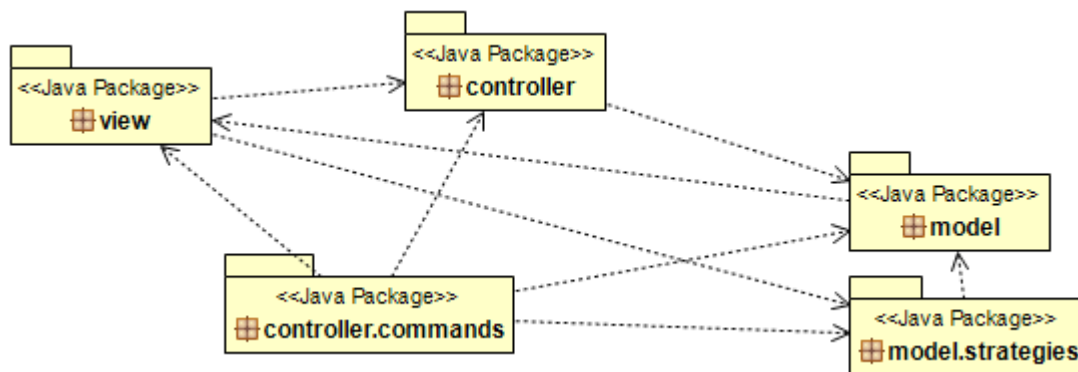 <<Java Package>>
view
<<Java Package>>
controller
<<Java Package>>
model
<<Java Package>>
controller.commands
<<Java Package>>
model.strategies